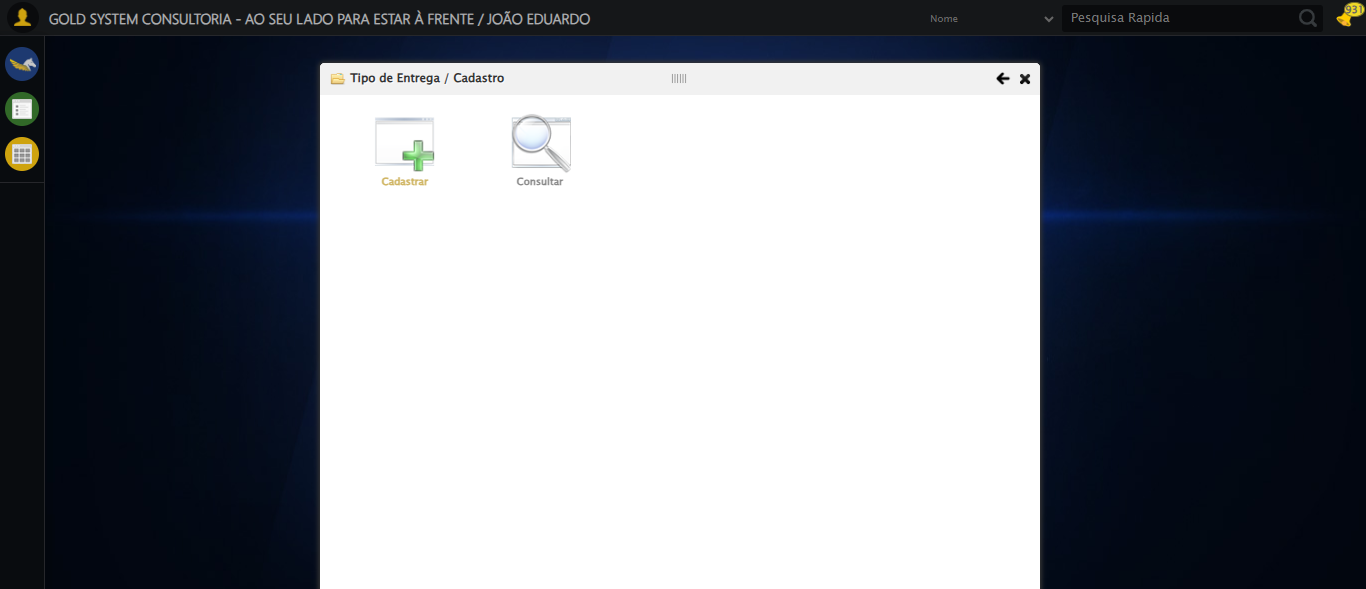 GOLD SYSTEM CONSULTORIA - AO SEU LADO PARA ESTAR À FRENTE / JOÃO EDUARDO
Nome
Pesquisa Rapida
931
Tipo de Entrega / Cadastro
Cadastrar
Consultar